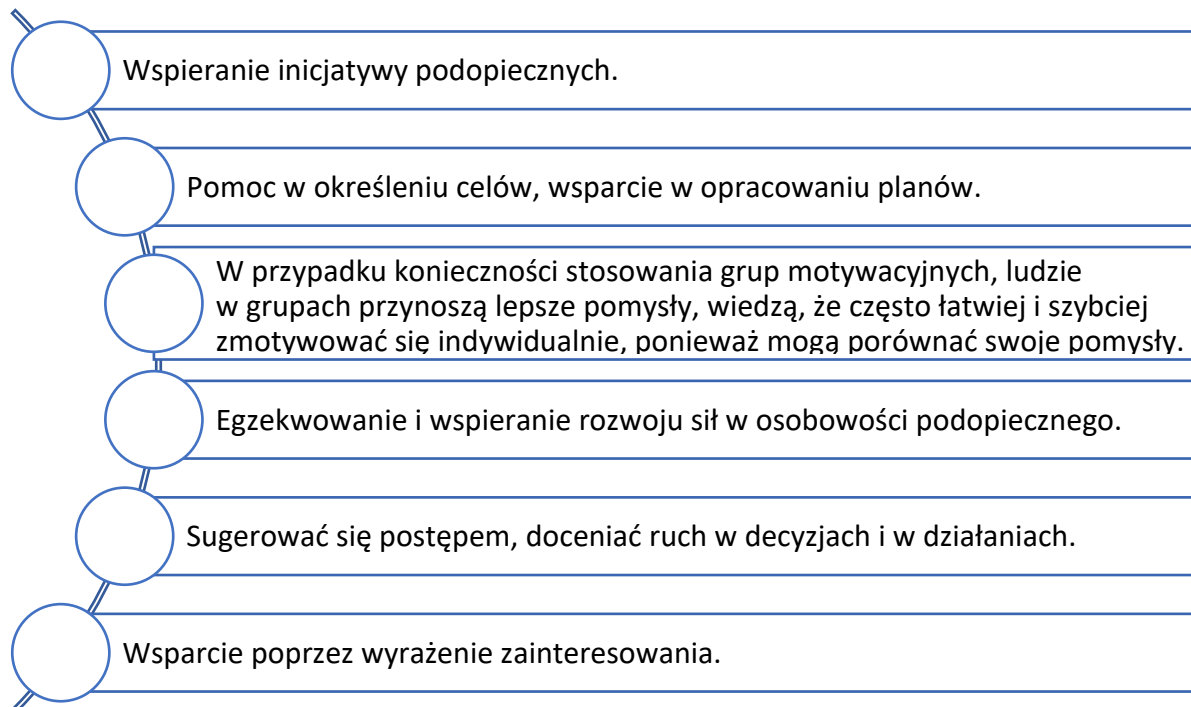 Wspieranie inicjatywy podopiecznych.
Pomoc w określeniu celów, wsparcie w opracowaniu planów.
W przypadku konieczności stosowania grup motywacyjnych, ludzie
w grupach przynoszą lepsze pomysły, wiedzą, że często łatwiej i szybciej
zmotywować się indywidualnie, ponieważ mogą porównać swoje pomysły.
Egzekwowanie i wspieranie rozwoju sił w osobowości podopiecznego.
Sugerować się postępem, doceniać ruch w decyzjach i w działaniach.
Wsparcie poprzez wyrażenie zainteresowania.